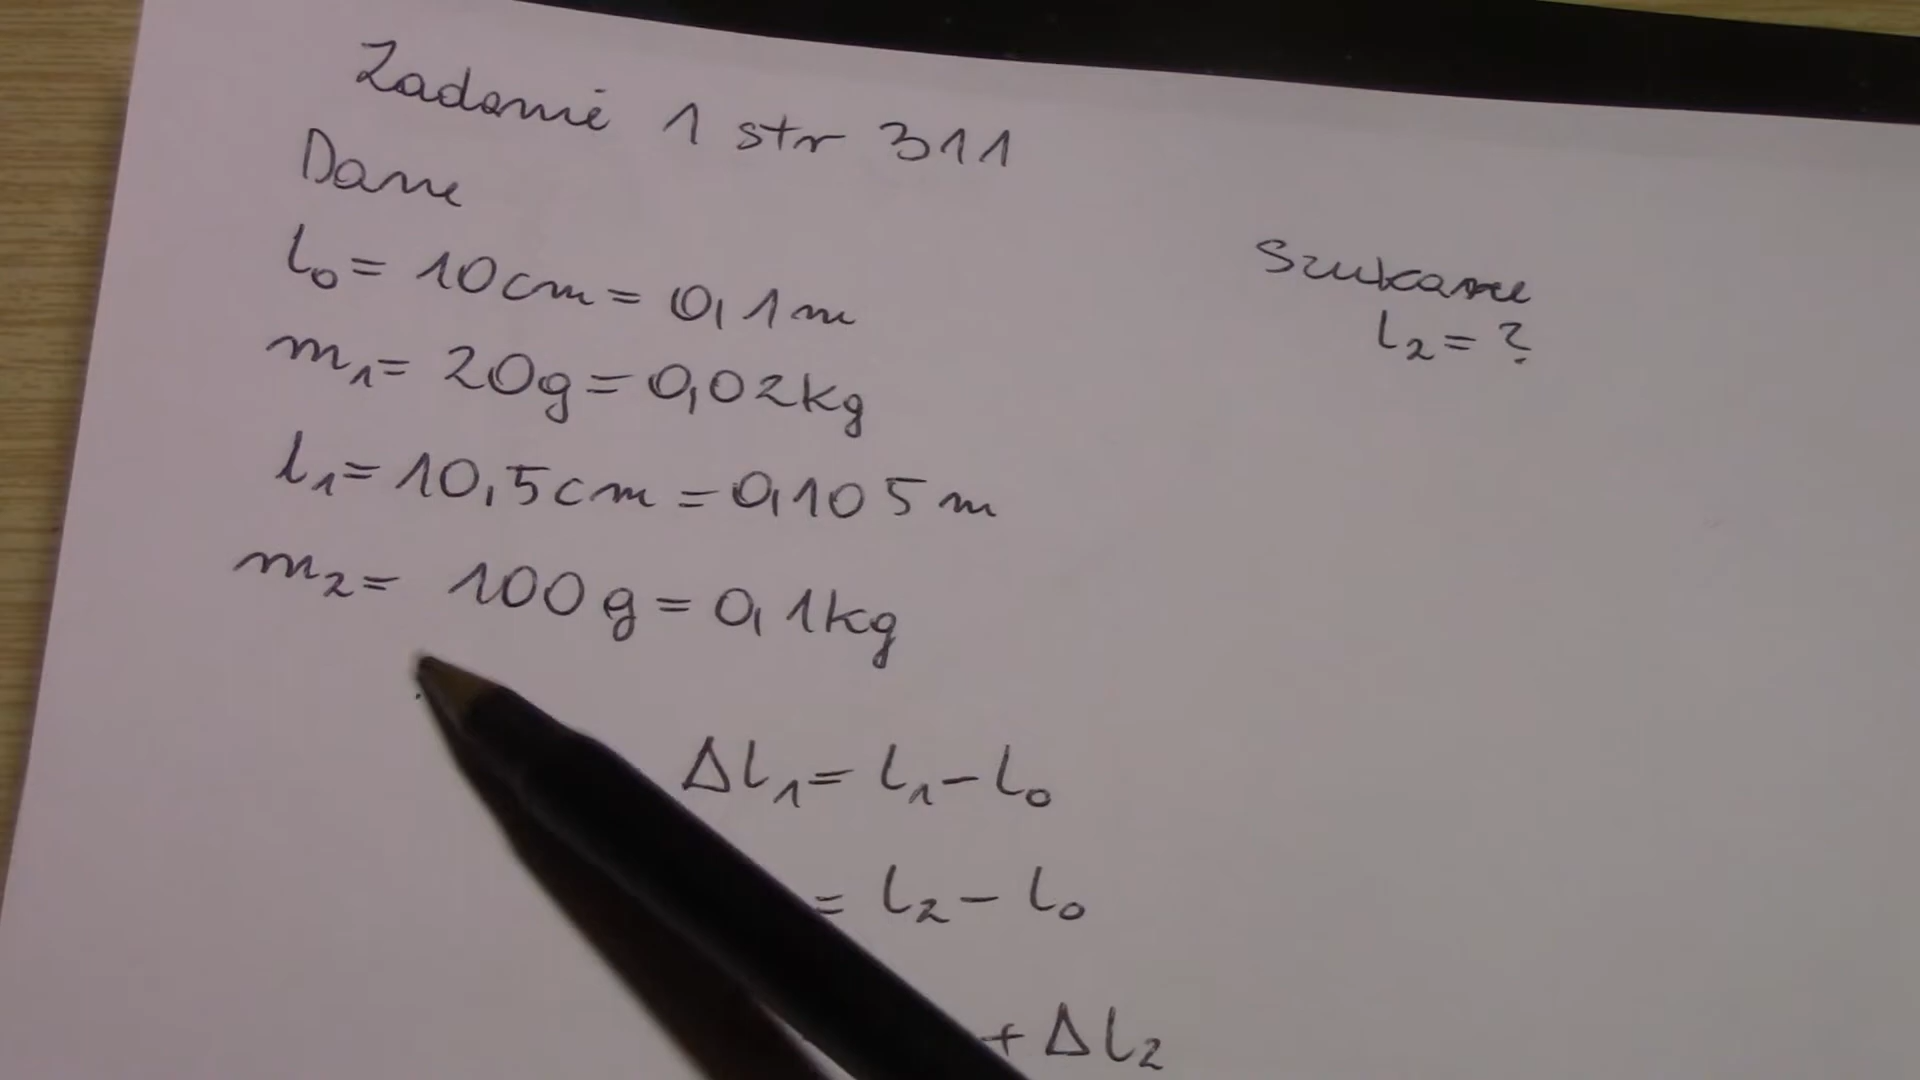 Zadanie 1 str 311
Dane
l₀ = 10cm = 0,1m
Szukane
l₂ = ?
m₁ = 20g = 0,02kg
l₁ = 10,5cm = 0,105m
m₂ = 100g = 0,1kg
Δl₁ = l₁ - l₀
= l₂ - l₀
+ Δl₂